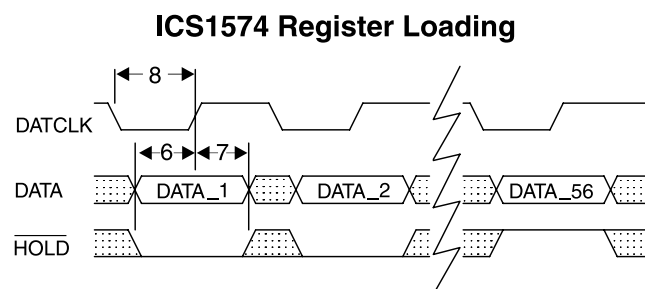 ICS1574 Register Loading
8
DATCLK
6 7
DATA DATA_1 DATA_2 DATA_56
HOLD